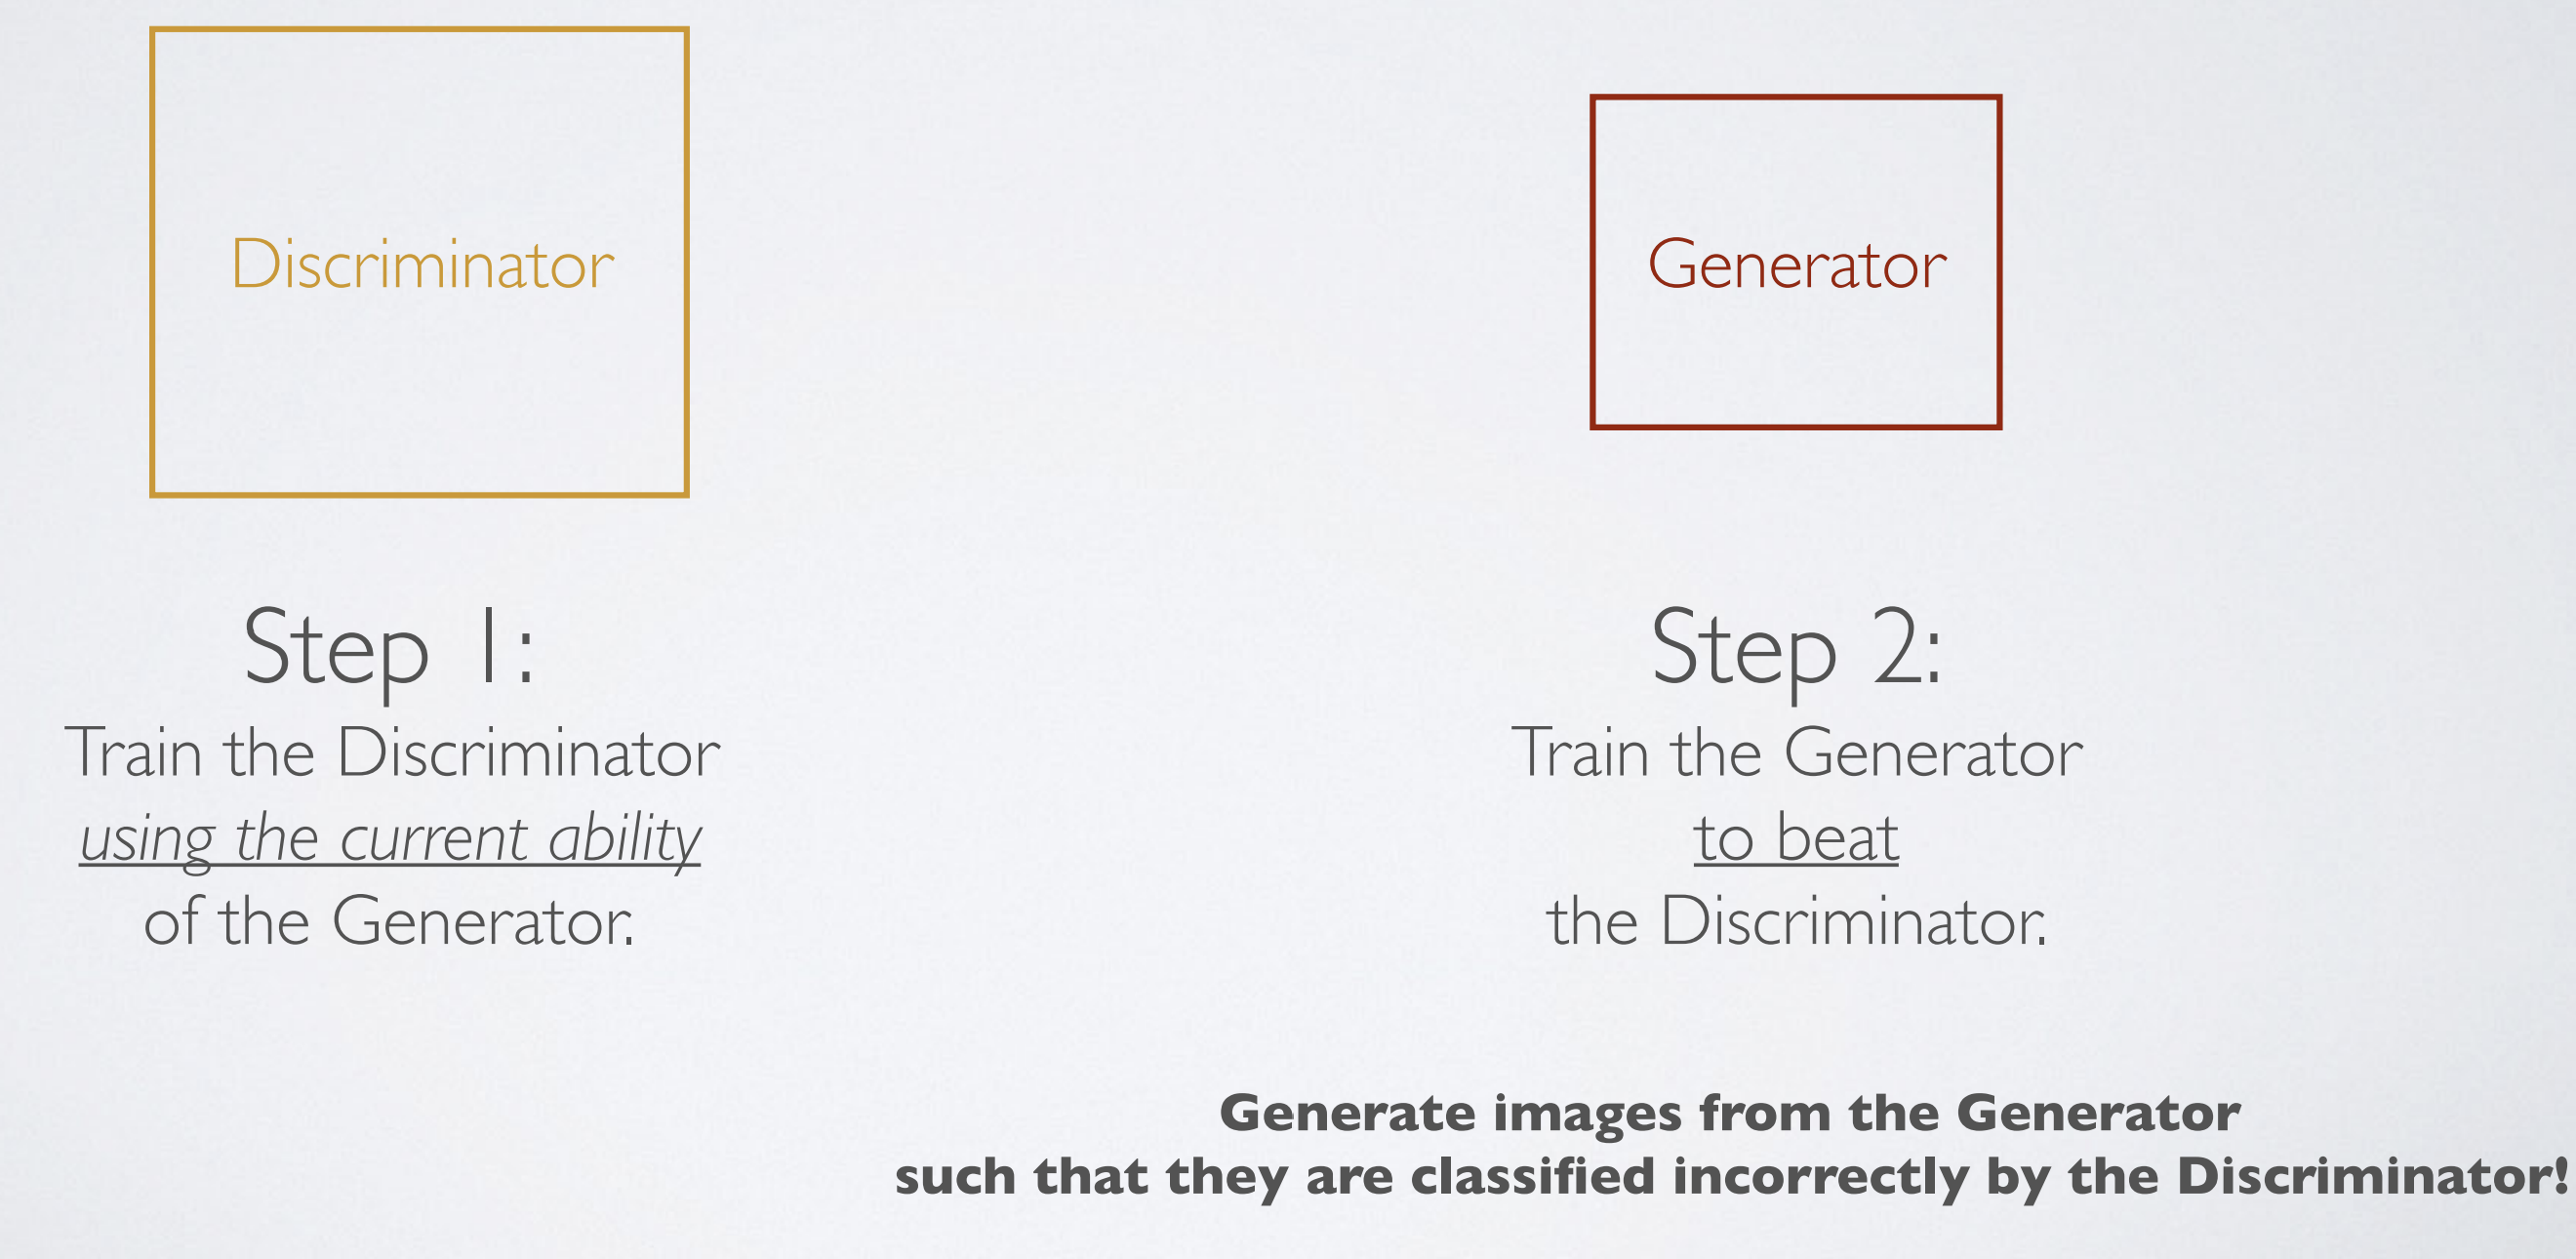 Discriminator
Generator
Step 1:
Train the Discriminator
using the current ability
of the Generator.
Step 2:
Train the Generator
to beat
the Discriminator.
Generate images from the Generator
such that they are classified incorrectly by the Discriminator!